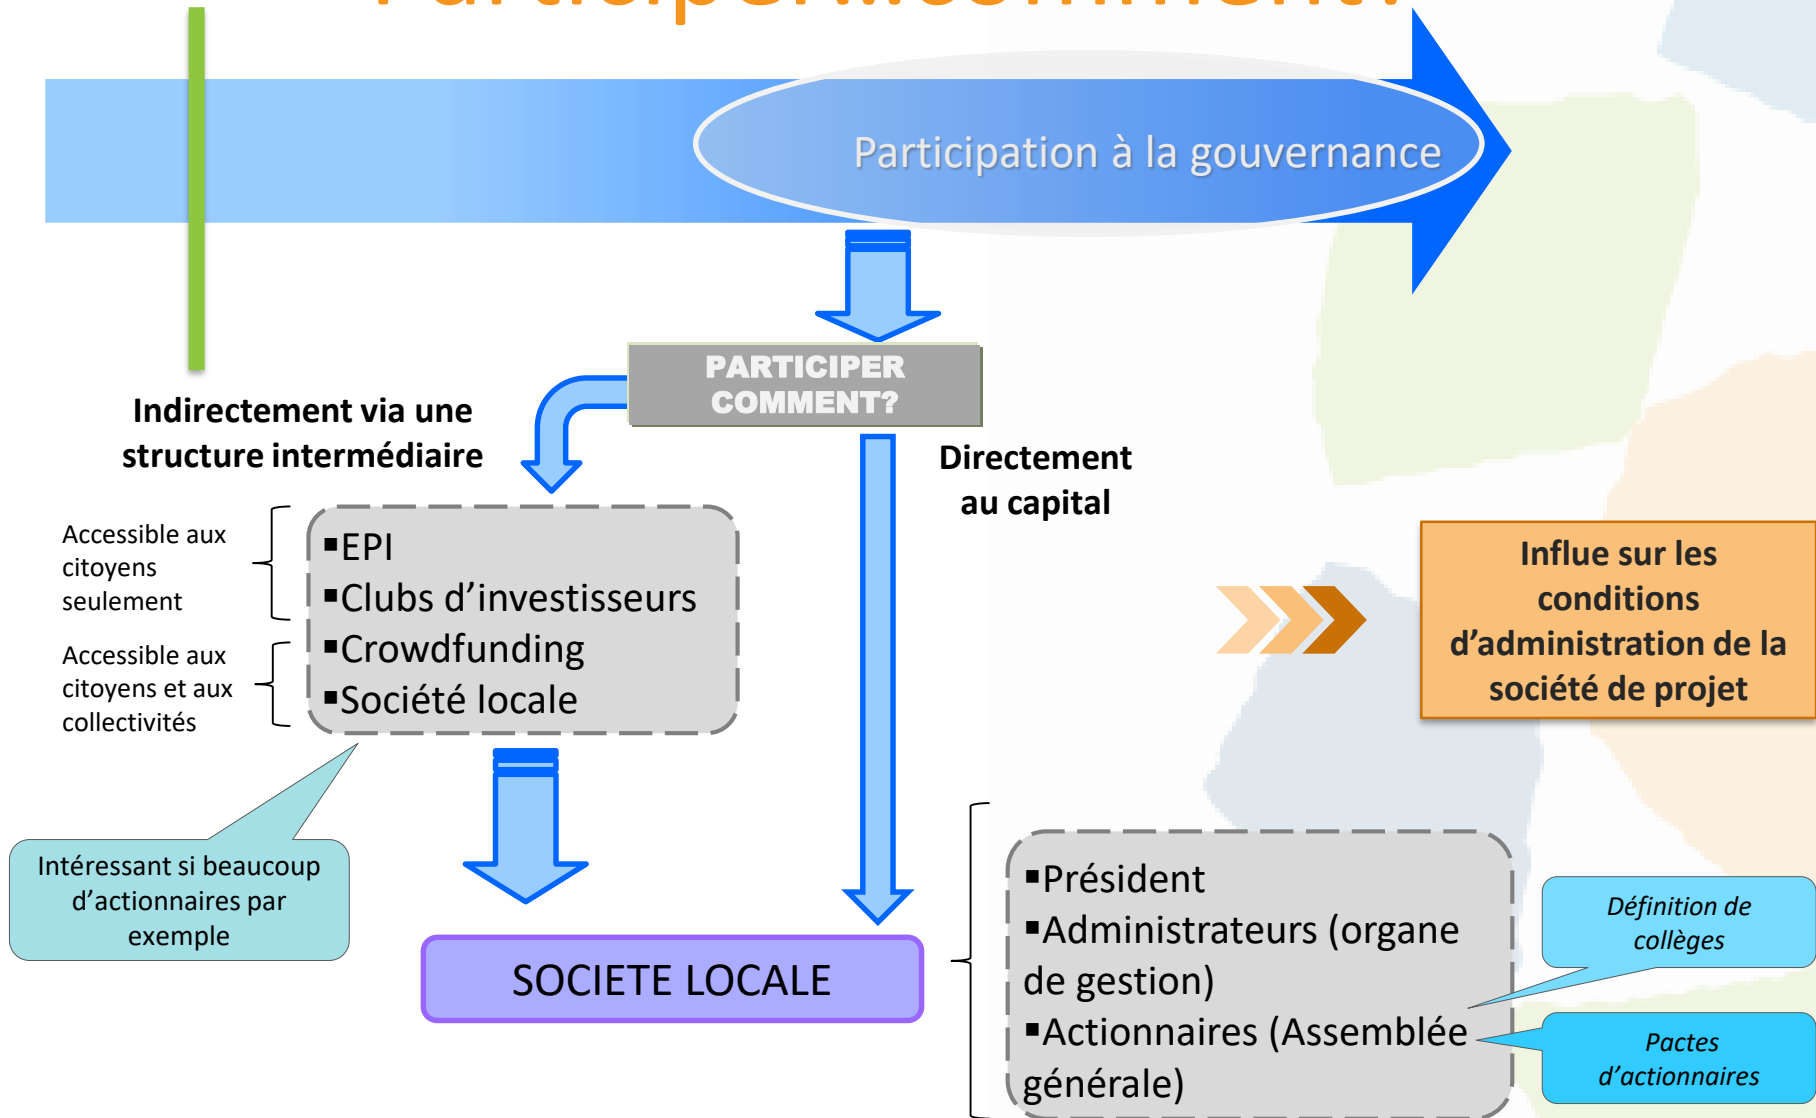 Participer...comment?
Participation à la gouvernance
PARTICIPER
COMMENT?
Indirectement via une
structure intermédiaire
Directement
au capital
Accessible aux
citoyens
seulement
Accessible aux
citoyens et aux
collectivités
▪EPI
▪Clubs d’investisseurs
▪Crowdfunding
▪Société locale
Influe sur les
conditions
d’administration de la
société de projet
Intéressant si beaucoup
d’actionnaires par
exemple
SOCIETE LOCALE
▪Président
▪Administrateurs (organe
de gestion)
▪Actionnaires (Assemblée
générale)
Définition de
collèges
Pactes
d’actionnaires